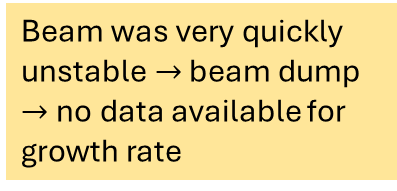 Beam was very quickly
unstable → beam dump
→ no data available for
growth rate